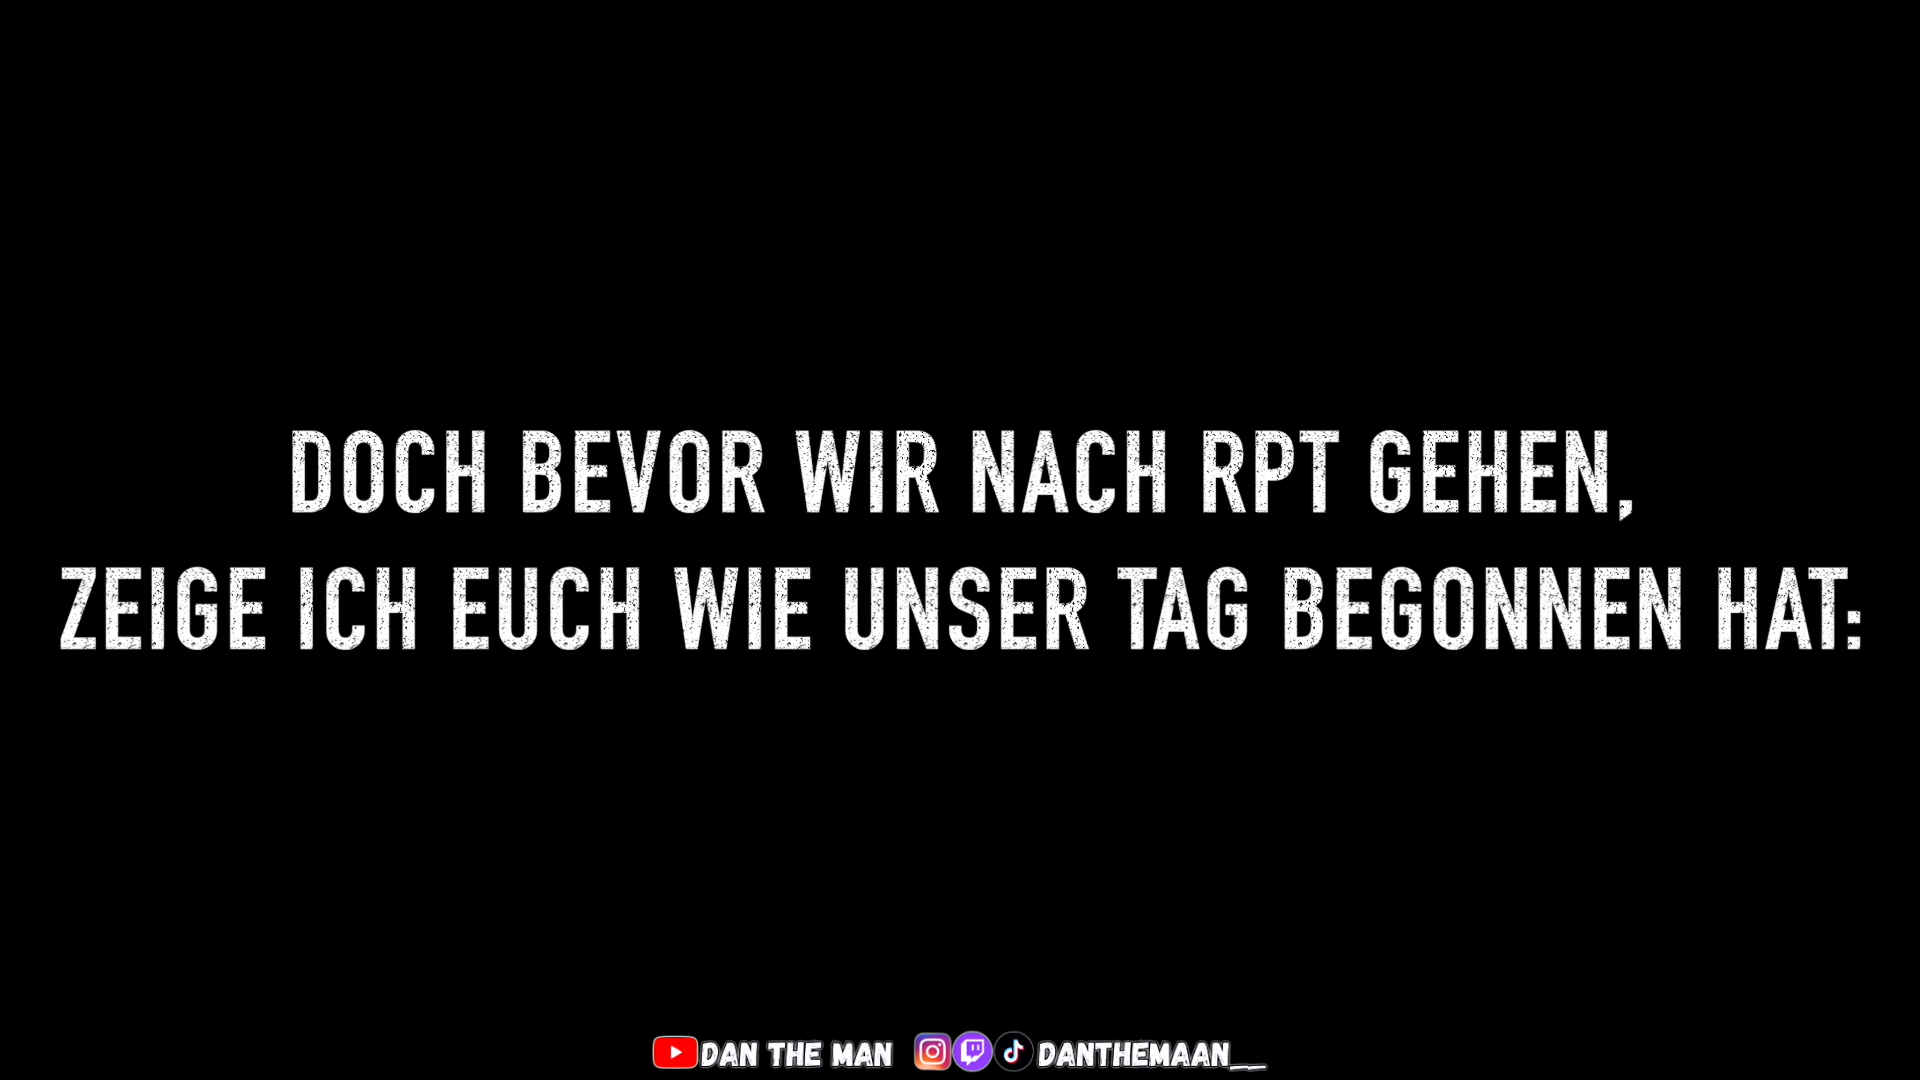 DOCH BEVOR WIR NACH RPT GEHEN,
ZEIGE ICH EUCH WIE UNSER TAG BEGONNEN HAT:
DAN THE MAN DANTHEMAAN__